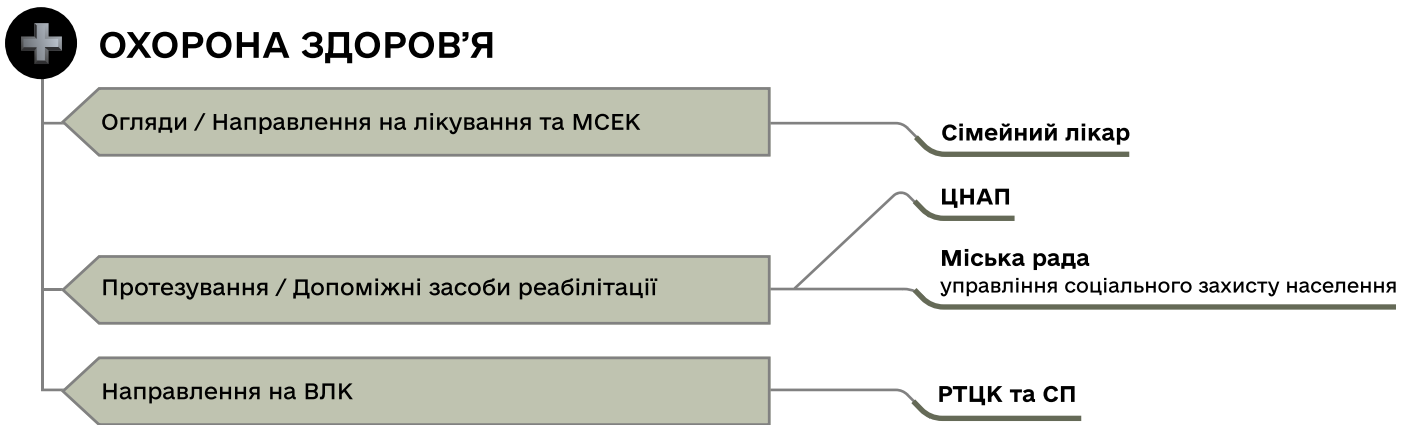 ОХОРОНА ЗДОРОВ’Я
Огляди / Направлення на лікування та МСЕК
Сімейний лікар
ЦНАП
Протезування / Допоміжні засоби реабілітації
Міська рада
управління соціального захисту населення
Направлення на ВЛК
РТЦК та СП